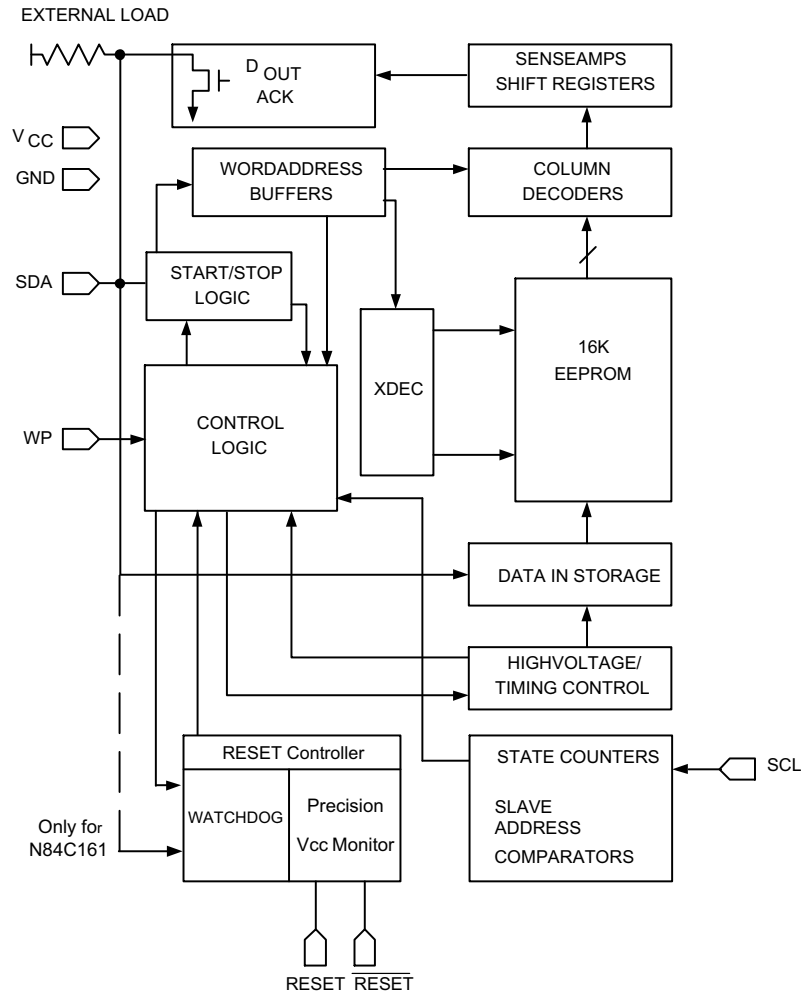 EXTERNAL LOAD
D OUT
ACK
SENSEAMPS
SHIFT REGISTERS
VCC
GND
WORDADDRESS
BUFFERS
COLUMN
DECODERS
SDA
START/STOP
LOGIC
XDEC
16K
EEPROM
WP
CONTROL
LOGIC
DATA IN STORAGE
HIGHVOLTAGE/
TIMING CONTROL
RESET Controller
WATCHDOG
Precision
Vcc Monitor
STATE COUNTERS
SLAVE
ADDRESS
COMPARATORS
SCL
Only for
N84C161
RESET
RESET